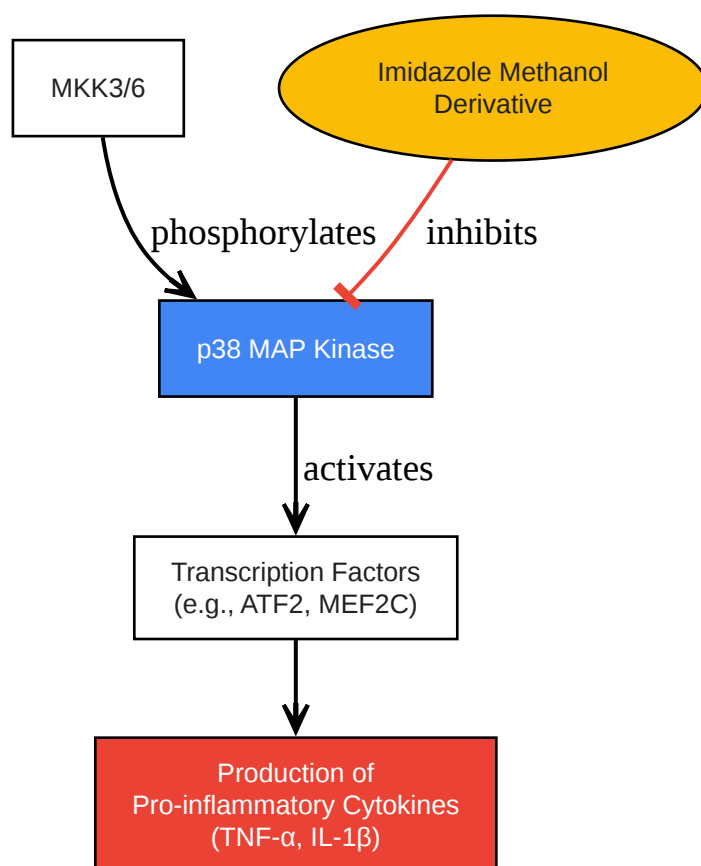 MKK3/6
Imidazole Methanol
Derivative
phosphorylates
inhibits
p38 MAP Kinase
activates
Transcription Factors
(e.g., ATF2, MEF2C)
Production of
Pro-inflammatory Cytokines
(TNF-α, IL-1β)